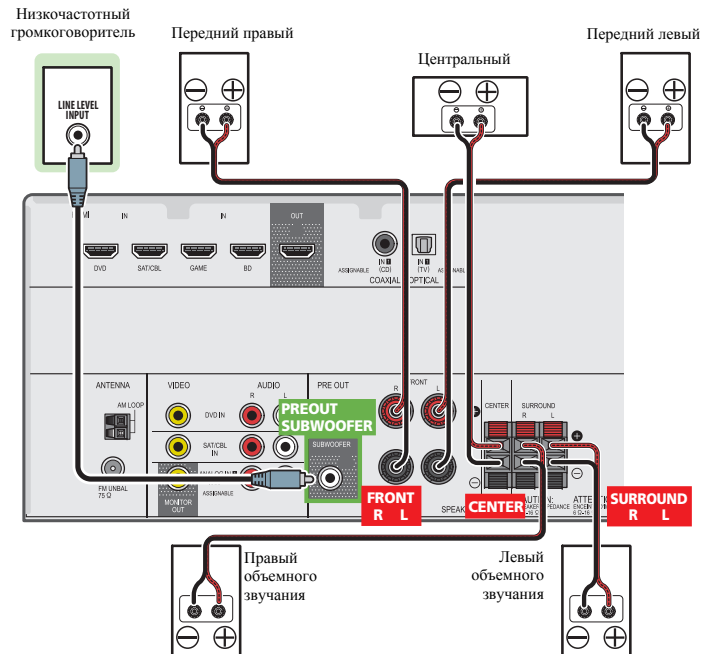 Низкочастотный
громкоговоритель
Передний правый
Центральный
Передний левый
LINE LEVEL
INPUT
IN
IN
OUT
DVD
SAT/CBL
GAME
BD
ASSIGNABLE
IN 1
(CD)
IN 1
(TV)
COAXIAL
OPTICAL
ANTENNA
VIDEO
AUDIO
PRE OUT
FRONT
R
L
R
L
AM LOOP
DVD IN
PREOUT
SUBWOOFER
CENTER
SURROUND
R
L
SAT/CBL
IN
SUBWOOFER
FM UNBAL
75 Ω
MONITOR
OUT
ASSIGNABLE
FRONT
R L
CENTER
SURROUND
R L
Правый
объемного
звучания
Левый
объемного
звучания